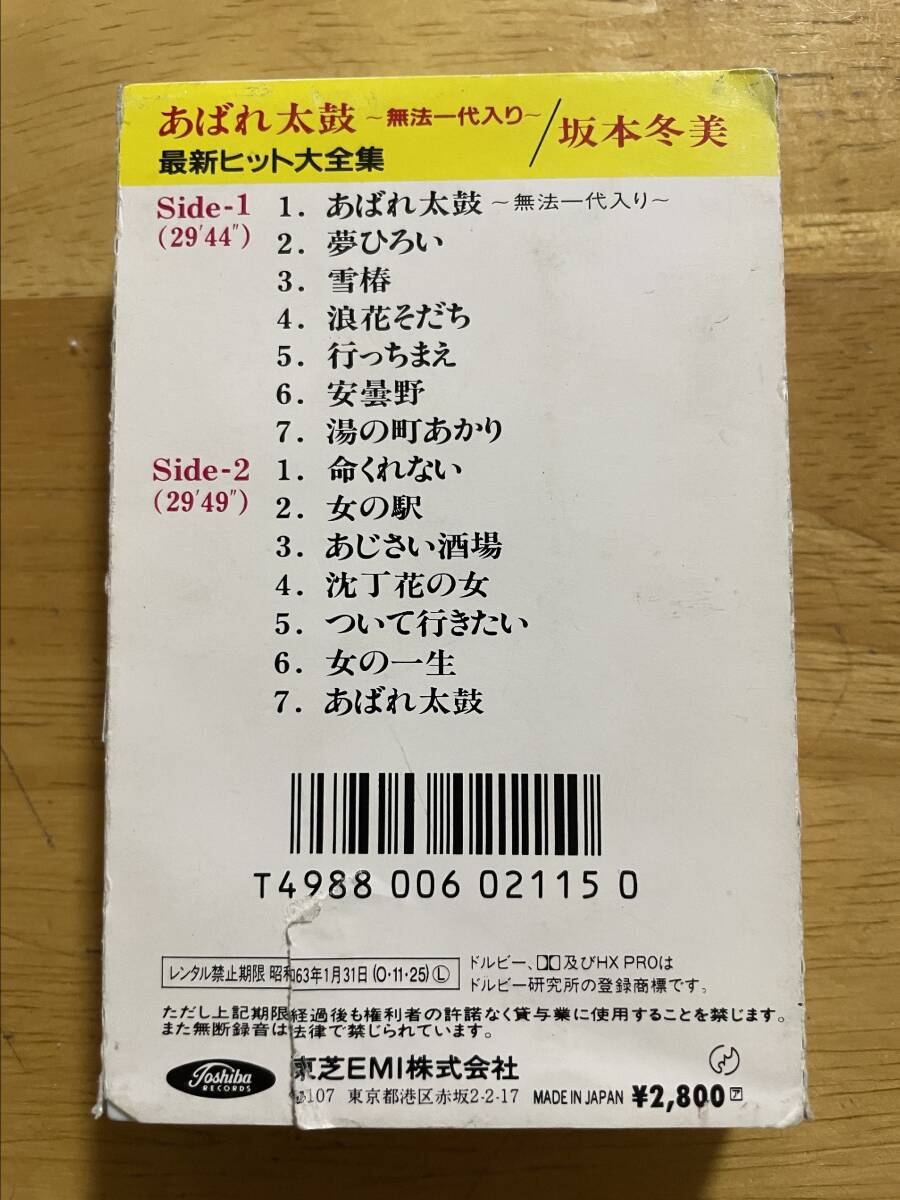 あばれ太鼓 ～無法一代入り～/坂本冬美
最新ヒット大全集
Side-1 1. あばれ太鼓 ～無法一代入り～
(29′44″) 2. 夢ひろい
3. 雪椿
4. 浪花そだち
5. 行っちまえ
6. 安曇野
7. 湯の町あかり
Side-2 1. 命くれない
(29′49″) 2. 女の駅
3. あじさい酒場
4. 沈丁花の女
5. ついて行きたい
6. 女の一生
7. あばれ太鼓
T4988 006 02115 0
レンタル禁止期限 昭和63年1月31日(O・11・25)Ⓛ
ドルビー、及びHX PROは
ドルビー研究所の登録商標です。
ただし上記期限経過後も権利者の許諾なく貸与業に使用することを禁じます。
また無断録音は法律で禁じられています。
Toshiba
RECORDS
東芝EMI株式会社
107 東京都港区赤坂2-2-17 MADE IN JAPAN ¥2,800 ア